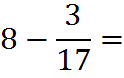 8 − 3/17 =